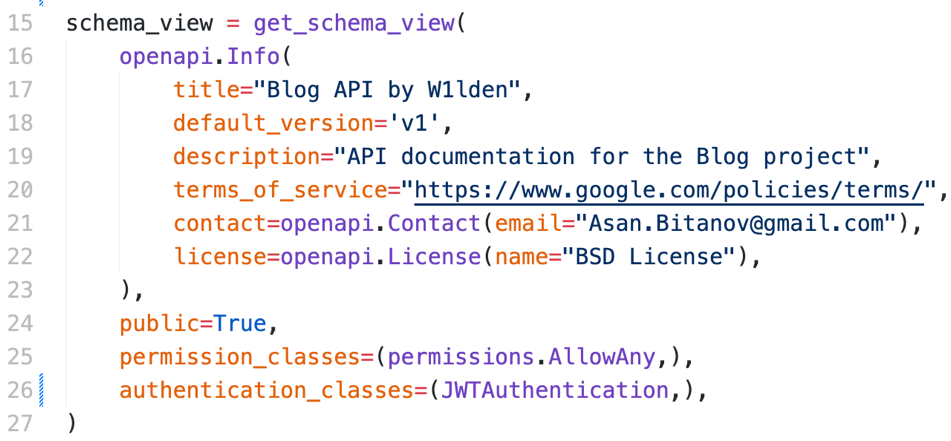 15 schema_view = get_schema_view(
16     openapi.Info(
17         title="Blog API by W1lden",
18         default_version='v1',
19         description="API documentation for the Blog project",
20         terms_of_service="https://www.google.com/policies/terms/",
21         contact=openapi.Contact(email="Asan.Bitanov@gmail.com"),
22         license=openapi.License(name="BSD License"),
23     ),
24     public=True,
25     permission_classes=(permissions.AllowAny,),
26     authentication_classes=(JWTAuthentication,),
27 )